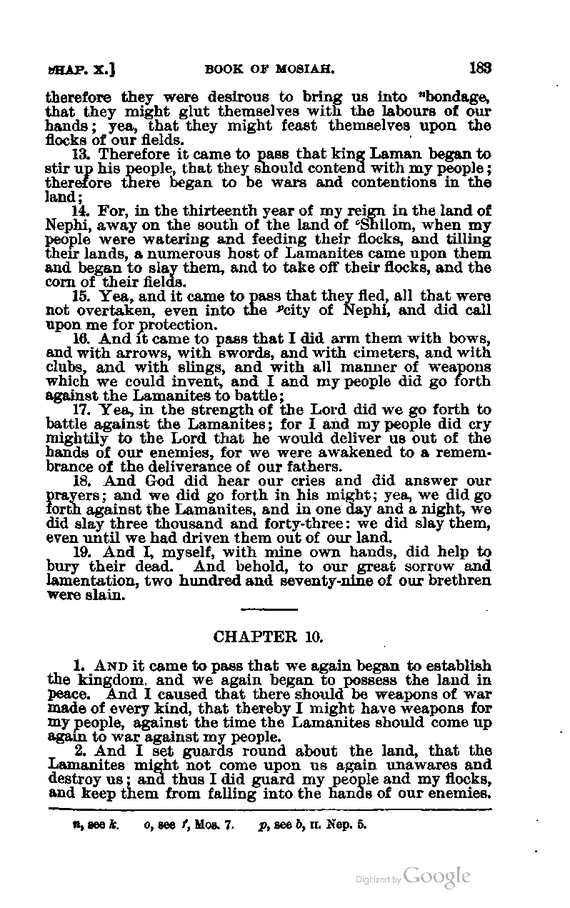 CHAP. X.] BOOK OF MOSIAH. 183
therefore they were desirous to bring us into ⁿbondage,
that they might glut themselves with the labours of our
hands; yea, that they might feast themselves upon the
flocks of our fields.
13. Therefore it came to pass that king Laman began to
stir up his people, that they should contend with my people;
therefore there began to be wars and contentions in the
land;
14. For, in the thirteenth year of my reign in the land of
Nephi, away on the south of the land of ᵒShilom, when my
people were watering and feeding their flocks, and tilling
their lands, a numerous host of Lamanites came upon them
and began to slay them, and to take off their flocks, and the
corn of their fields.
15. Yea, and it came to pass that they fled, all that were
not overtaken, even into the ᵖcity of Nephi, and did call
upon me for protection.
16. And it came to pass that I did arm them with bows,
and with arrows, with swords, and with cimeters, and with
clubs, and with slings, and with all manner of weapons
which we could invent, and I and my people did go forth
against the Lamanites to battle;
17. Yea, in the strength of the Lord did we go forth to
battle against the Lamanites; for I and my people did cry
mightily to the Lord that he would deliver us out of the
hands of our enemies, for we were awakened to a remem-
brance of the deliverance of our fathers.
18. And God did hear our cries and did answer our
prayers; and we did go forth in his might; yea, we did go
forth against the Lamanites, and in one day and a night, we
did slay three thousand and forty-three: we did slay them,
even until we had driven them out of our land.
19. And I, myself, with mine own hands, did help to
bury their dead. And behold, to our great sorrow and
lamentation, two hundred and seventy-nine of our brethren
were slain.
CHAPTER 10.
1. AND it came to pass that we again began to establish
the kingdom, and we again began to possess the land in
peace. And I caused that there should be weapons of war
made of every kind, that thereby I might have weapons for
my people, against the time the Lamanites should come up
again to war against my people.
2. And I set guards round about the land, that the
Lamanites might not come upon us again unawares and
destroy us; and thus I did guard my people and my flocks,
and keep them from falling into the hands of our enemies.
n, see k. o, see f, Mos. 7. p, see b, II. Nep. 5.
Digitized by Google